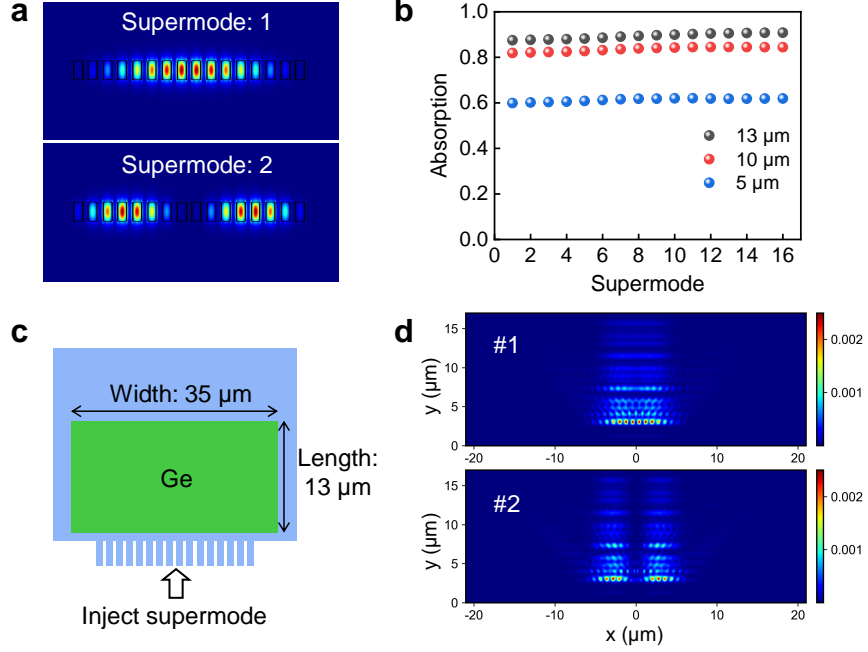 a
Supermode: 1
Supermode: 2
b
Absorption
1.0
0.8
0.6
0.4
0.2
0.0
13 μm
10 μm
5 μm
0 2 4 6 8 10 12 14 16
Supermode
c
Width: 35 μm
Length:
13 μm
Ge
Inject supermode
d
#1
y (μm)
15
10
5
0
-20 -10 0 10 20
0.002
0.001
#2
y (μm)
15
10
5
0
-20 -10 0 10 20
x (μm)
0.002
0.001